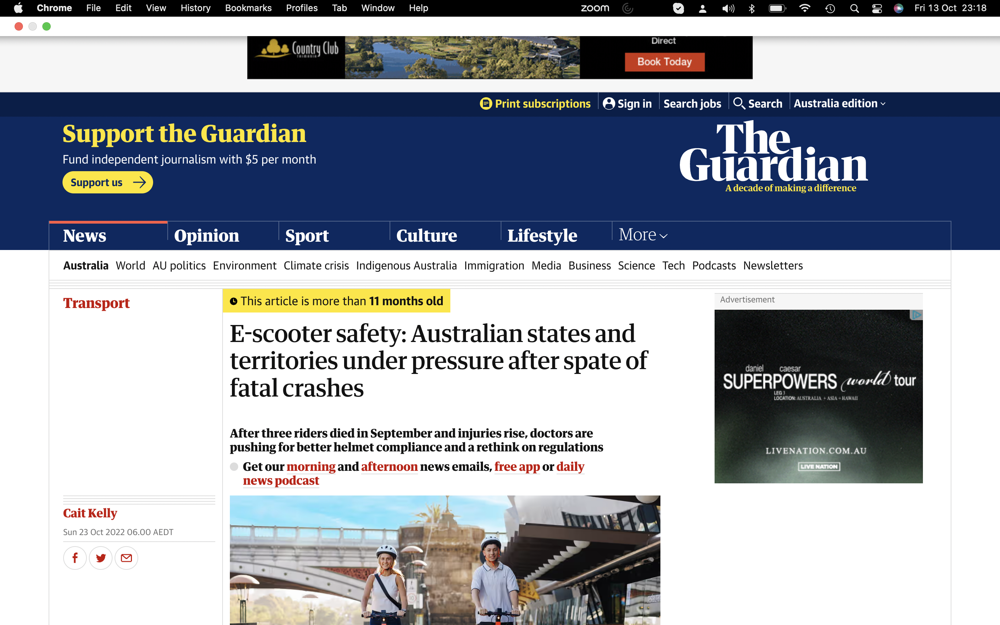 Chrome File Edit View History Bookmarks Profiles Tab Window Help zoom Fri 13 Oct 23:18
Country Club
TASMANIA
Direct
Book Today
Print subscriptions Sign in Search jobs Search Australia edition
Support the Guardian
Fund independent journalism with $5 per month
Support us
The
Guardian
A decade of making a difference
News Opinion Sport Culture Lifestyle More
Australia World AU politics Environment Climate crisis Indigenous Australia Immigration Media Business Science Tech Podcasts Newsletters
Transport
This article is more than 11 months old
E-scooter safety: Australian states and
territories under pressure after spate of
fatal crashes
After three riders died in September and injuries rise, doctors are
pushing for better helmet compliance and a rethink on regulations
Get our morning and afternoon news emails, free app or daily
news podcast
Cait Kelly
Sun 23 Oct 2022 06.00 AEDT
10
Advertisement
daniel caesar
SUPERPOWERS world tour
LEG 1
LOCATION: AUSTRALIA + ASIA + HAWAII
LIVENATION.COM.AU
LIVE NATION